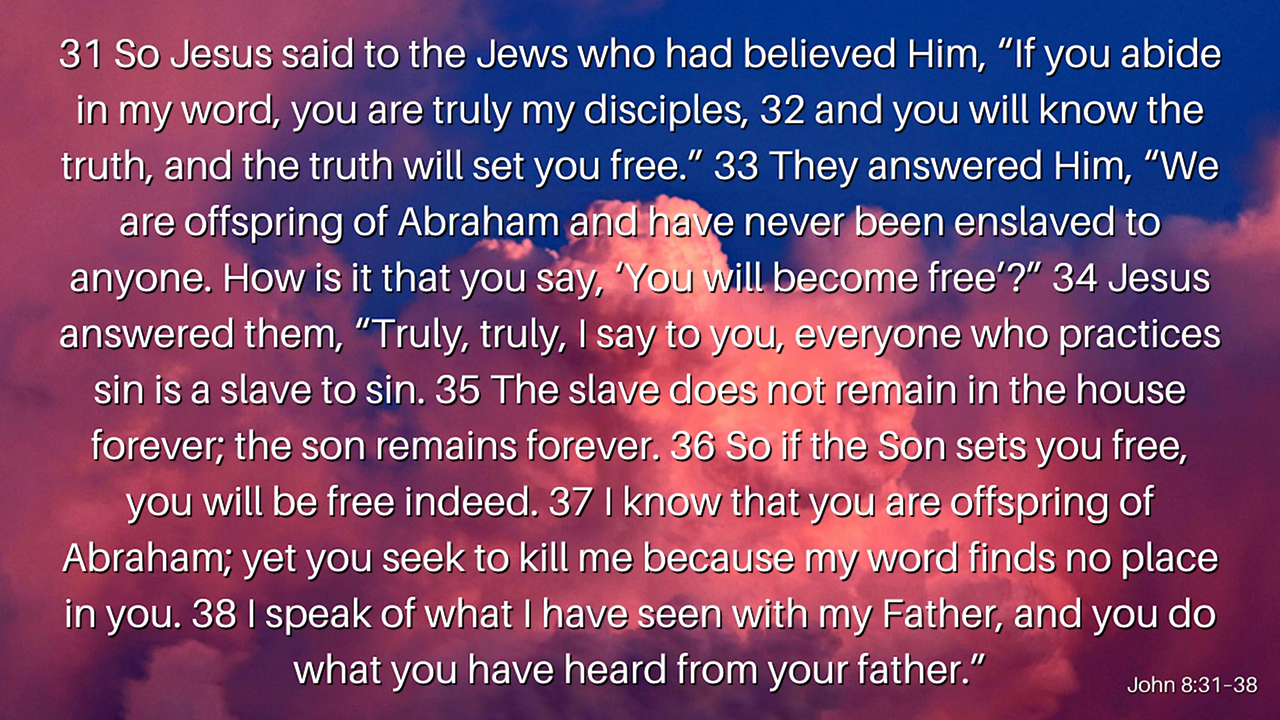 31 So Jesus said to the Jews who had believed Him, “If you abide
in my word, you are truly my disciples, 32 and you will know the
truth, and the truth will set you free.” 33 They answered Him, “We
are offspring of Abraham and have never been enslaved to
anyone. How is it that you say, ‘You will become free’?” 34 Jesus
answered them, “Truly, truly, I say to you, everyone who practices
sin is a slave to sin. 35 The slave does not remain in the house
forever; the son remains forever. 36 So if the Son sets you free,
you will be free indeed. 37 I know that you are offspring of
Abraham; yet you seek to kill me because my word finds no place
in you. 38 I speak of what I have seen with my Father, and you do
what you have heard from your father.”
John 8:31–38